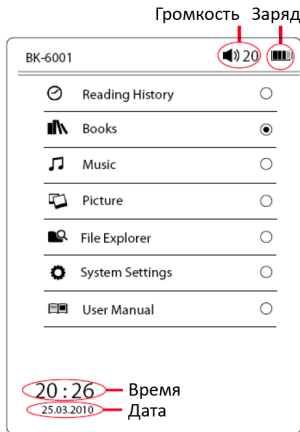 Громкость Заряд
BK-6001 20
Reading History
Books
Music
Picture
File Explorer
System Settings
User Manual
20 : 26 Время
25.03.2010 Дата